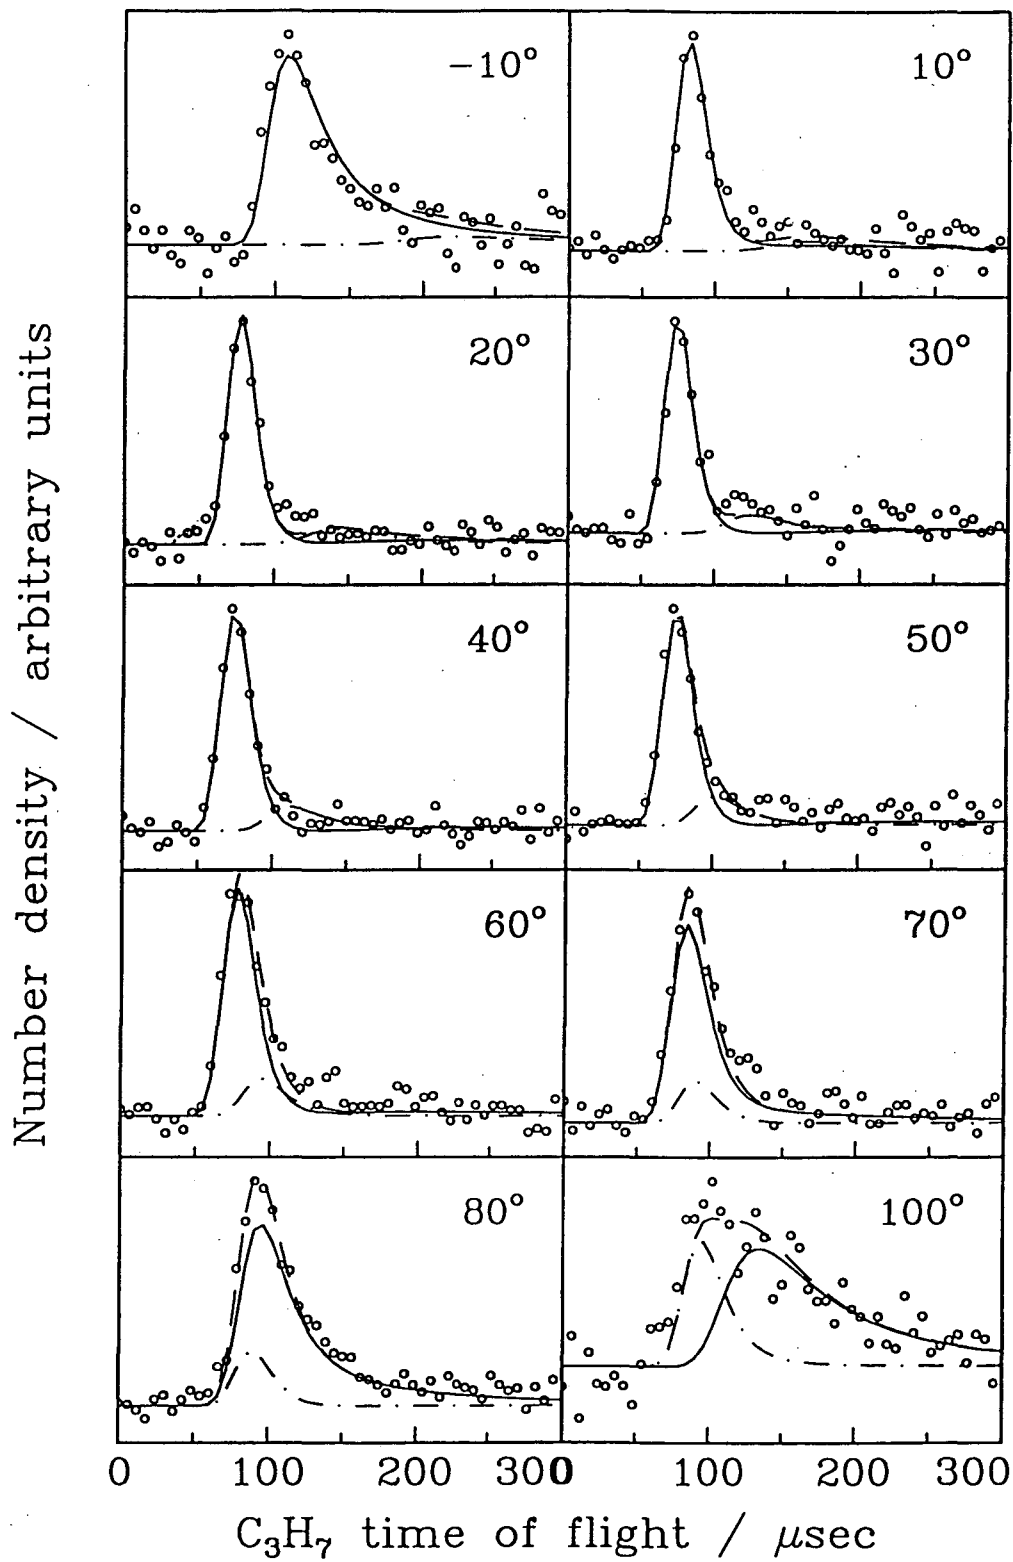 Number density / arbitrary units
-10° 10°
20° 30°
40° 50°
60° 70°
80° 100°
0 100 200 300 0 100 200 300
C₃H₇ time of flight / μsec